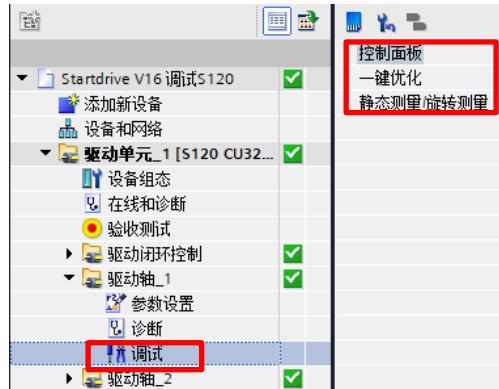 Startdrive V16 调试S120
添加新设备
设备和网络
驱动单元_1 [S120 CU32...
设备组态
在线和诊断
验收测试
驱动闭环控制
驱动轴_1
参数设置
诊断
调试
驱动轴_2
控制面板
一键优化
静态测量/旋转测量